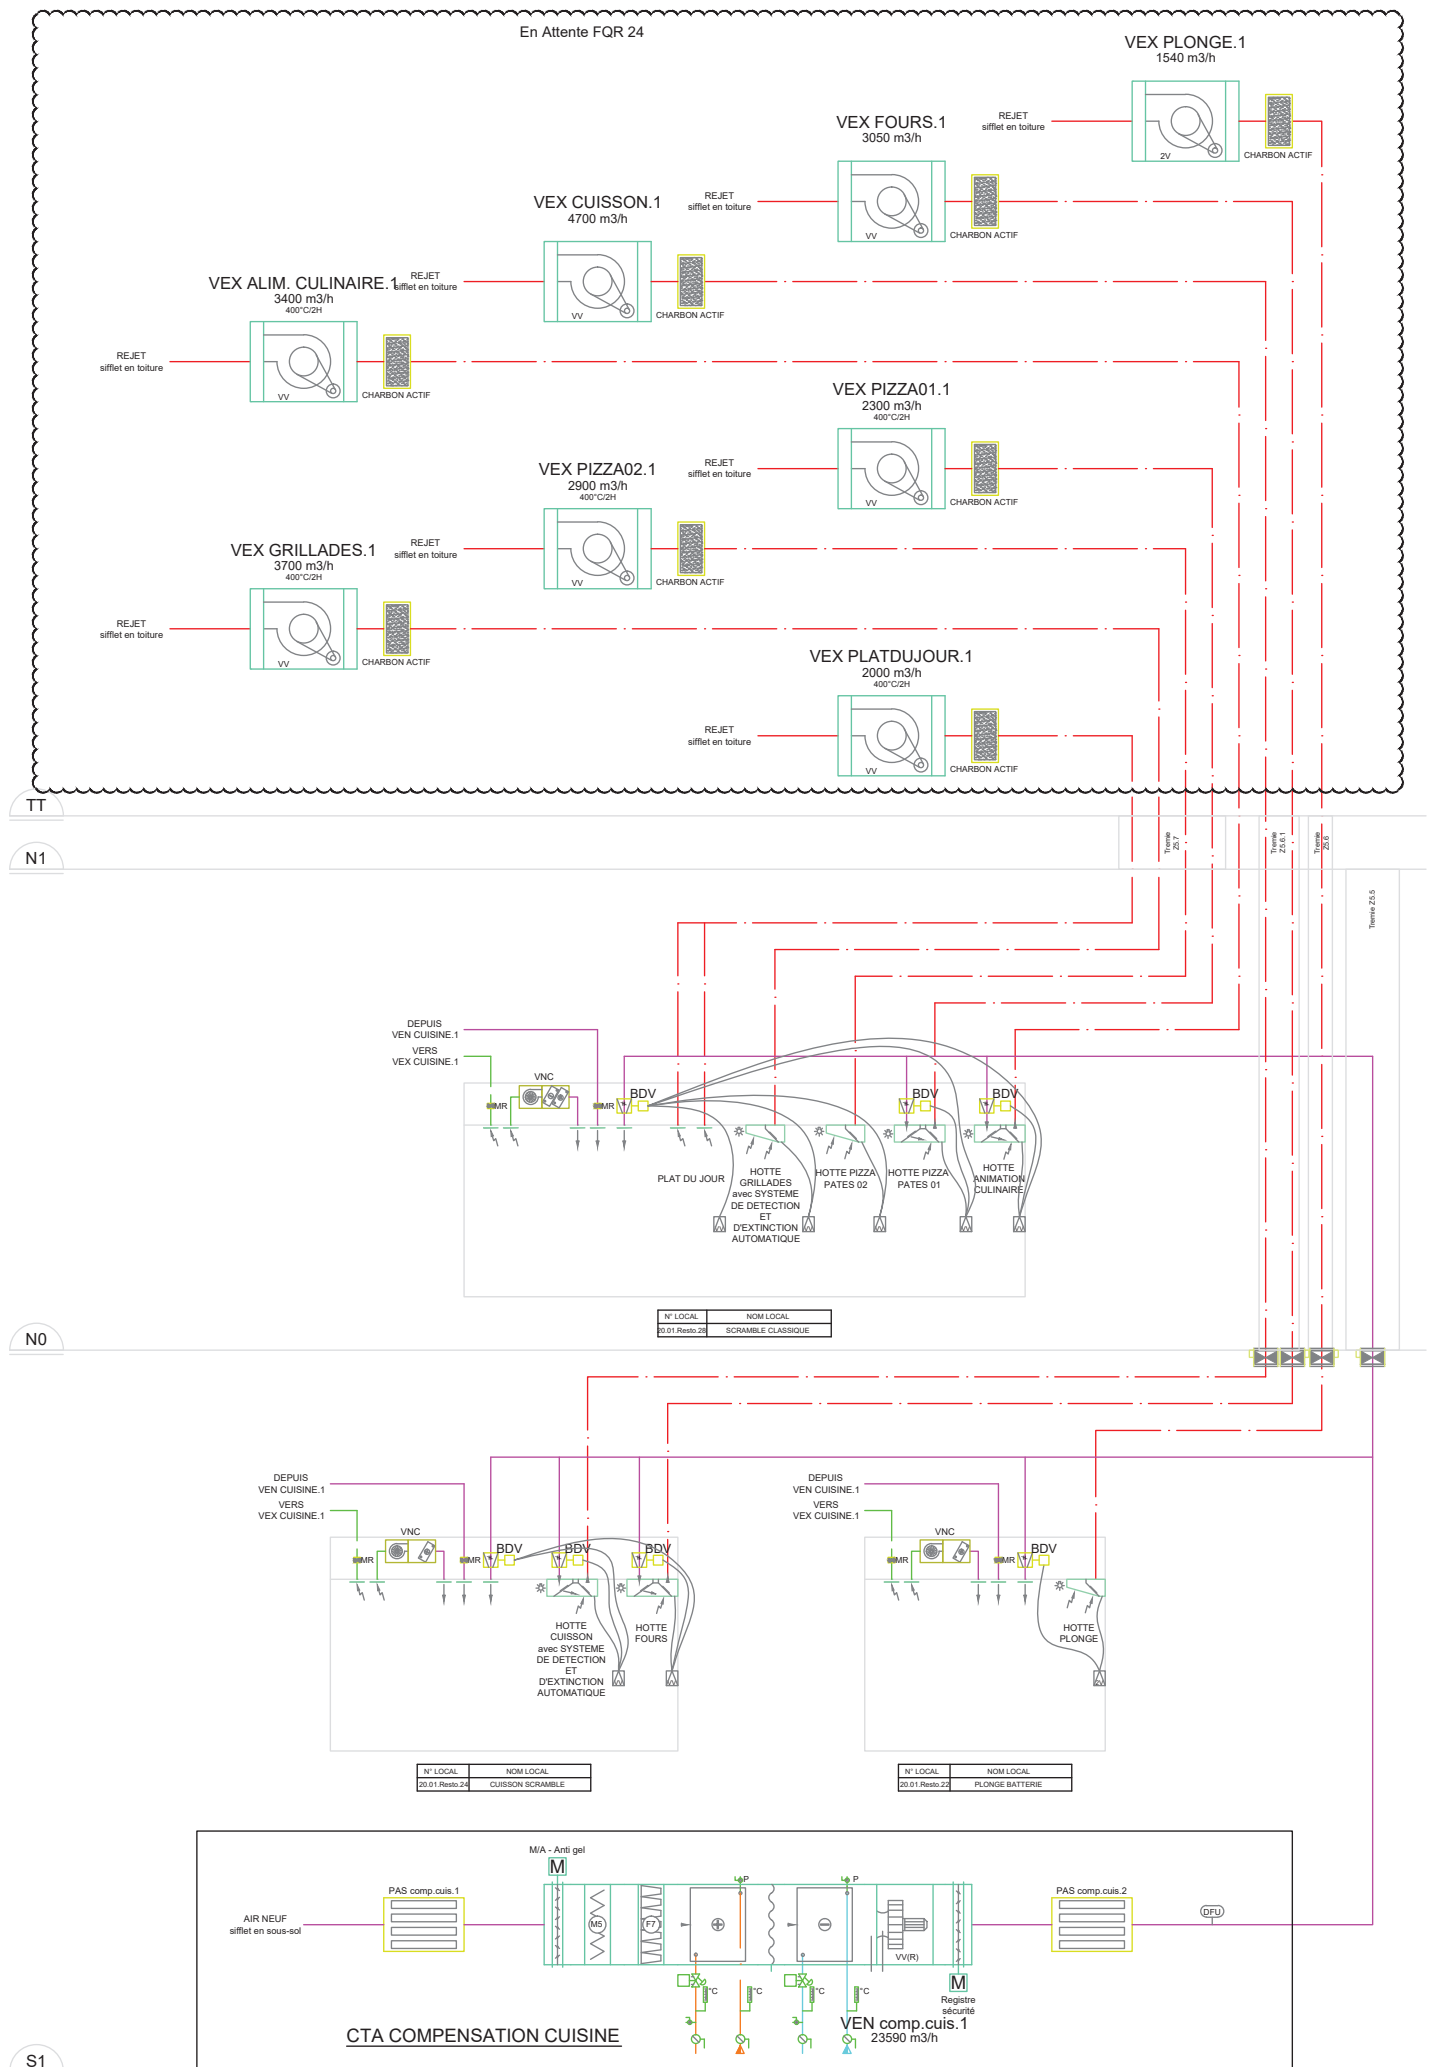 En Attente FQR 24
VEX PLONGE.1
1540 m3/h
REJET
sifflet en toiture
2V
CHARBON ACTIF
VEX FOURS.1
3050 m3/h
REJET
sifflet en toiture
VV
CHARBON ACTIF
VEX CUISSON.1
4700 m3/h
REJET
sifflet en toiture
VV
CHARBON ACTIF
VEX ALIM. CULINAIRE.1
3400 m3/h
400°C/2H
REJET
sifflet en toiture
VV
CHARBON ACTIF
VEX PIZZA01.1
2300 m3/h
400°C/2H
REJET
sifflet en toiture
VV
CHARBON ACTIF
VEX PIZZA02.1
2900 m3/h
400°C/2H
REJET
sifflet en toiture
VV
CHARBON ACTIF
VEX GRILLADES.1
3700 m3/h
400°C/2H
REJET
sifflet en toiture
VV
CHARBON ACTIF
VEX PLATDUJOUR.1
2000 m3/h
400°C/2H
REJET
sifflet en toiture
VV
CHARBON ACTIF
TT
Tremie
Z5.7
Tremie
Z5.6.1
Tremie
Z5.6
N1
Tremie Z5.5
DEPUIS
VEN CUISINE.1
VERS
VEX CUISINE.1
VNC
MR
MR
BDV
BDV
BDV
PLAT DU JOUR
HOTTE
GRILLADES
avec SYSTEME
DE DETECTION
ET
D'EXTINCTION
AUTOMATIQUE
HOTTE PIZZA
PATES 02
HOTTE PIZZA
PATES 01
HOTTE
ANIMATION
CULINAIRE
N° LOCAL NOM LOCAL
20.01.Resto.28 SCRAMBLE CLASSIQUE
N0
DEPUIS
VEN CUISINE.1
VERS
VEX CUISINE.1
VNC
MR
MR
BDV
BDV
BDV
HOTTE
CUISSON
avec SYSTEME
DE DETECTION
ET
D'EXTINCTION
AUTOMATIQUE
HOTTE
FOURS
N° LOCAL NOM LOCAL
20.01.Resto.24 CUISSON SCRAMBLE
DEPUIS
VEN CUISINE.1
VERS
VEX CUISINE.1
VNC
MR
MR
BDV
HOTTE
PLONGE
N° LOCAL NOM LOCAL
20.01.Resto.22 PLONGE BATTERIE
M/A - Anti gel
M
PAS comp.cuis.1
AIR NEUF
sifflet en sous-sol
M5
F7
P
P
VV(R)
PAS comp.cuis.2
DFU
°C
°C
°C
°C
M
Registre
sécurité
VEN comp.cuis.1
23590 m3/h
CTA COMPENSATION CUISINE
S1